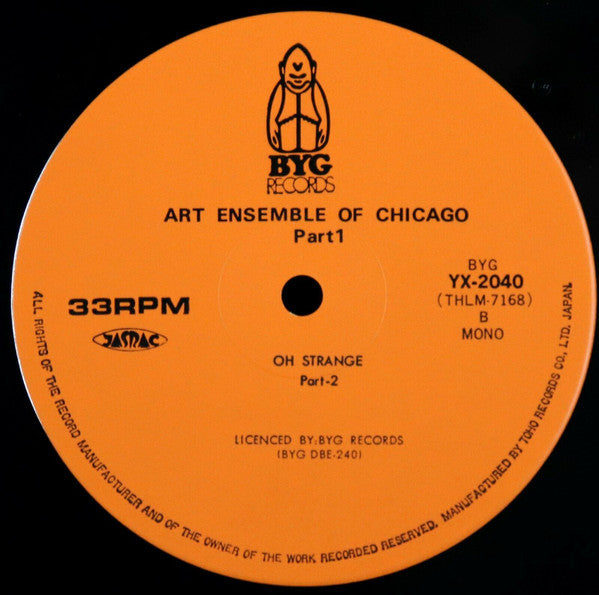 BYG
RECORDS
ART ENSEMBLE OF CHICAGO
Part1
33RPM
JASRAC
BYG
YX-2040
(THLM-7168)
B
MONO
OH STRANGE
Part-2
LICENCED BY:BYG RECORDS
(BYG DBE-240)
ALL RIGHTS OF THE RECORD MANUFACTURER AND OF THE OWNER OF THE WORK RECORDED RESERVED. MANUFACTURED BY TOHO RECORDS CO., LTD, JAPAN.